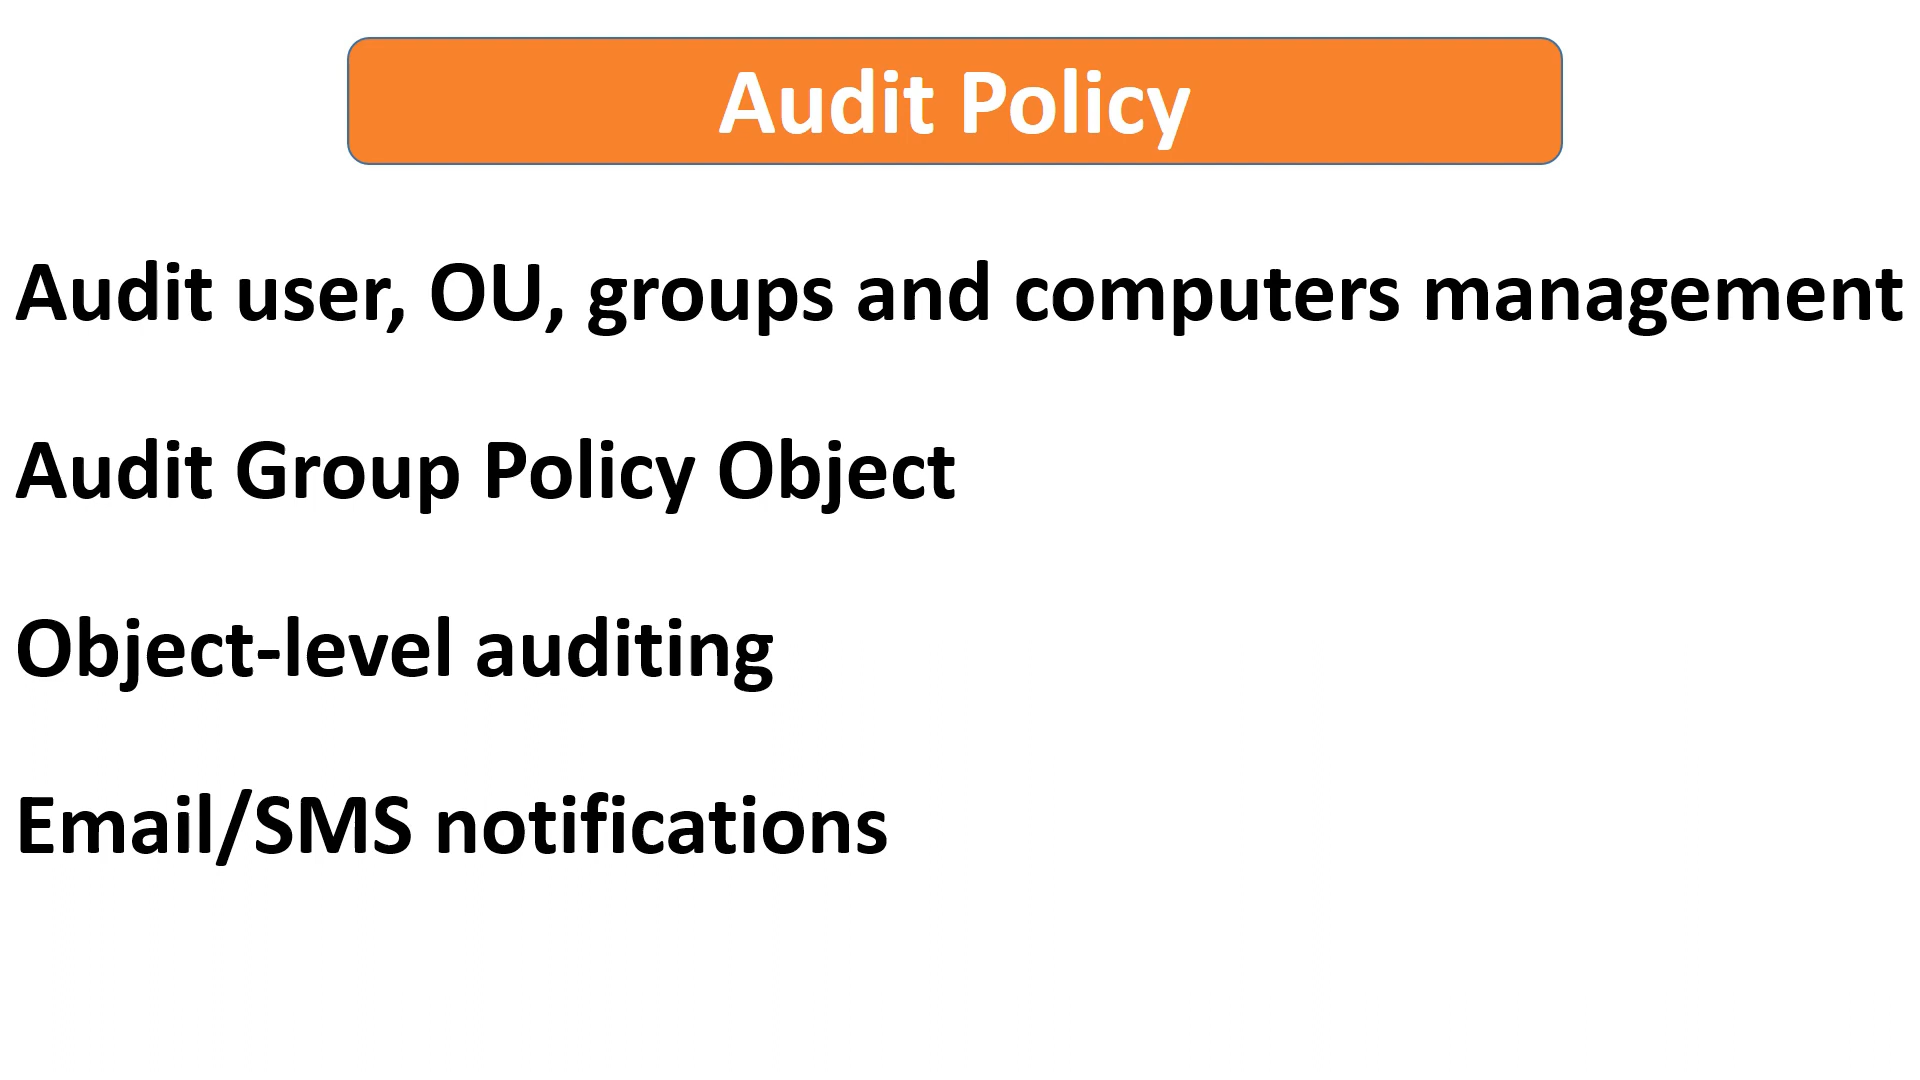 Audit Policy
Audit user, OU, groups and computers management
Audit Group Policy Object
Object-level auditing
Email/SMS notifications